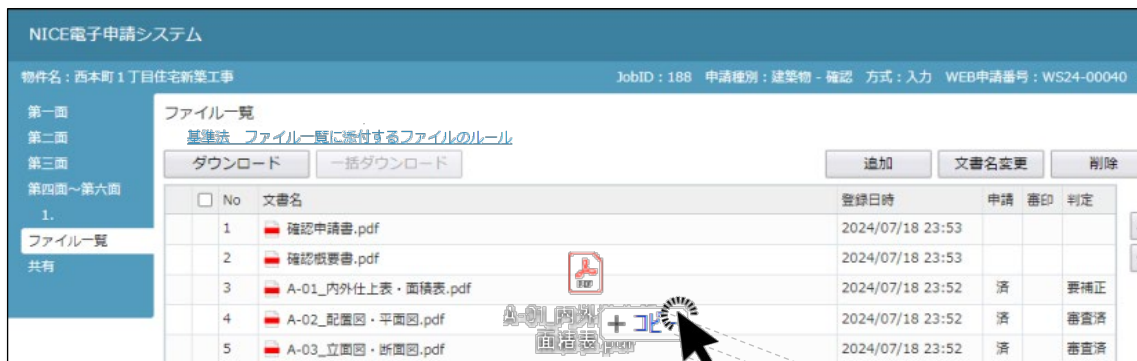 NICE電子申請システム
物件名：西本町１丁目住宅新築工事 JobID：188 申請種別：建築物 - 確認 方式：入力 WEB申請番号：WS24-00040
第一面
第二面
第三面
第四面～第六面
1.
ファイル一覧
共有
ファイル一覧
基準法 ファイル一覧に添付するファイルのルール
ダウンロード 一括ダウンロード 追加 文書名変更 削除
No 文書名 登録日時 申請 審印 判定
1 確認申請書.pdf 2024/07/18 23:53
2 確認概要書.pdf 2024/07/18 23:53
3 A-01_内外仕上表・面積表.pdf 2024/07/18 23:52 済 要補正
4 A-02_配置図・平面図.pdf 2024/07/18 23:52 済 審査済
5 A-03_立面図・断面図.pdf 2024/07/18 23:52 済 審査済
PDF
A-01_内外
面積表.pdf
+ コピ